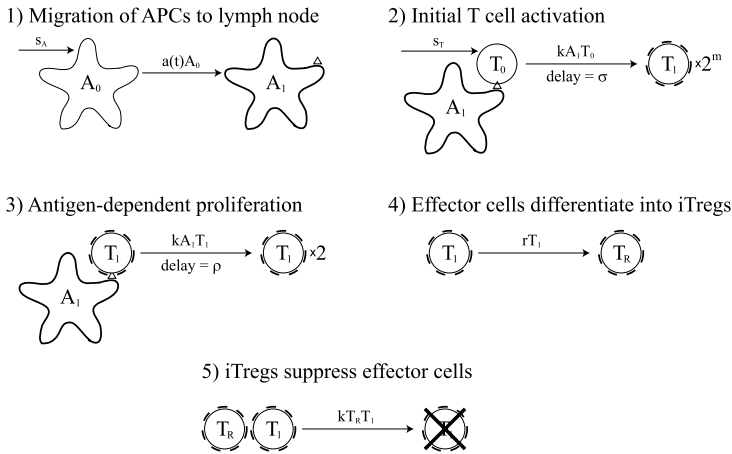 1) Migration of APCs to lymph node
s_A
A_0
a(t)A_0
A_1
2) Initial T cell activation
s_T
T_0
A_1
kA_1T_0
delay = σ
T_1 ×2^m
3) Antigen-dependent proliferation
T_1
A_1
kA_1T_1
delay = ρ
T_1 ×2
4) Effector cells differentiate into iTregs
T_1
rT_1
T_R
5) iTregs suppress effector cells
T_R
T_1
kT_RT_1